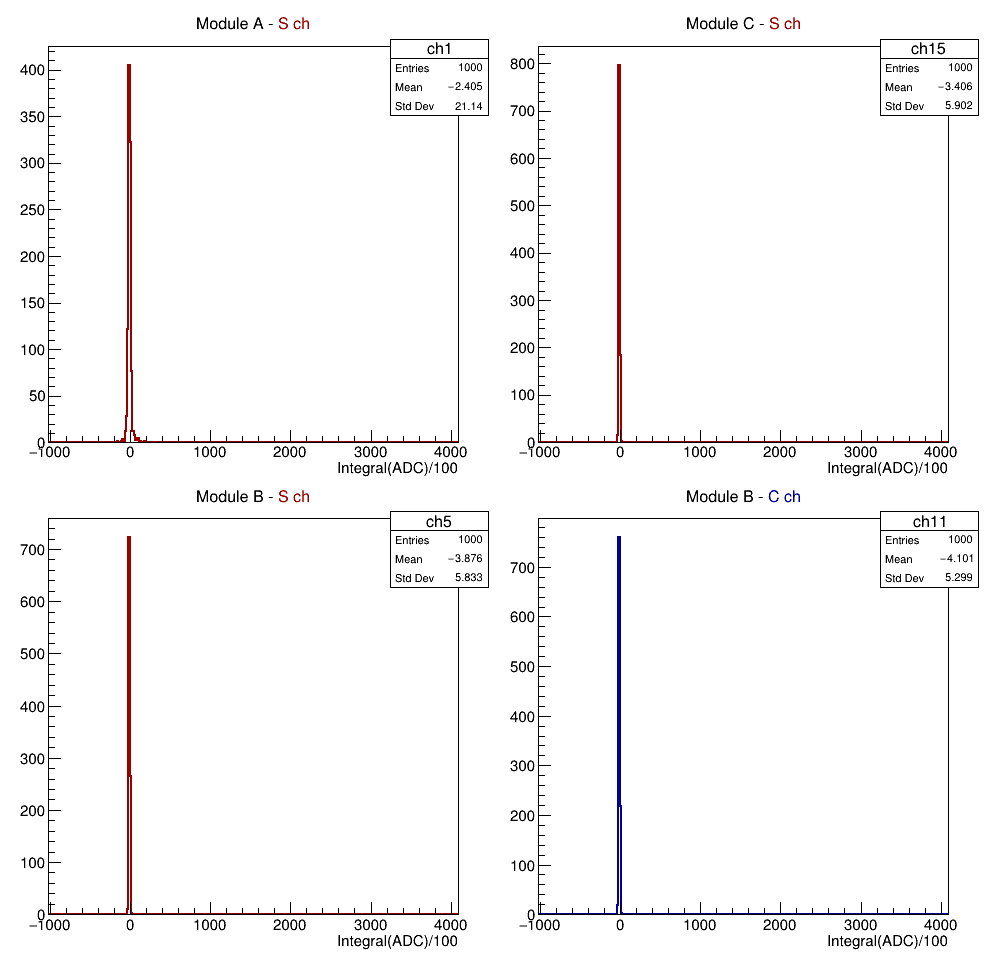 Module A - S ch
ch1
Entries 1000
Mean −2.405
Std Dev 21.14
400
350
300
250
200
150
100
50
0
−1000 0 1000 2000 3000 4000
Integral(ADC)/100
Module C - S ch
ch15
Entries 1000
Mean −3.406
Std Dev 5.902
800
700
600
500
400
300
200
100
0
−1000 0 1000 2000 3000 4000
Integral(ADC)/100
Module B - S ch
ch5
Entries 1000
Mean −3.876
Std Dev 5.833
700
600
500
400
300
200
100
0
−1000 0 1000 2000 3000 4000
Integral(ADC)/100
Module B - C ch
ch11
Entries 1000
Mean −4.101
Std Dev 5.299
700
600
500
400
300
200
100
0
−1000 0 1000 2000 3000 4000
Integral(ADC)/100